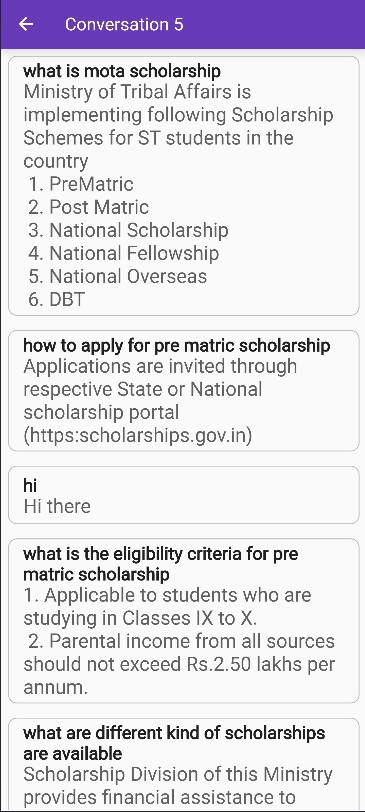 Conversation 5
what is mota scholarship
Ministry of Tribal Affairs is
implementing following Scholarship
Schemes for ST students in the
country
1. PreMatric
2. Post Matric
3. National Scholarship
4. National Fellowship
5. National Overseas
6. DBT
how to apply for pre matric scholarship
Applications are invited through
respective State or National
scholarship portal
(https:scholarships.gov.in)
hi
Hi there
what is the eligibility criteria for pre
matric scholarship
1. Applicable to students who are
studying in Classes IX to X.
2. Parental income from all sources
should not exceed Rs.2.50 lakhs per
annum.
what are different kind of scholarships
are available
Scholarship Division of this Ministry
provides financial assistance to